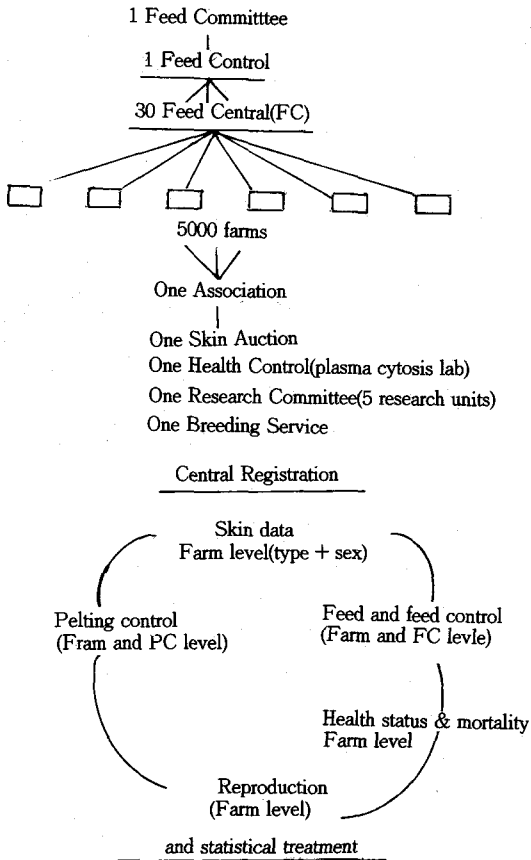 1 Feed Committtee
1 Feed Control
30 Feed Central(FC)
5000 farms
One Association
One Skin Auction
One Health Control(plasma cytosis lab)
One Research Committee(5 research units)
One Breeding Service
Central Registration
Skin data
Farm level(type + sex)
Pelting control
(Fram and PC level)
Feed and feed control
(Farm and FC levle)
Health status & mortality
Farm level
Reproduction
(Farm level)
and statistical treatment